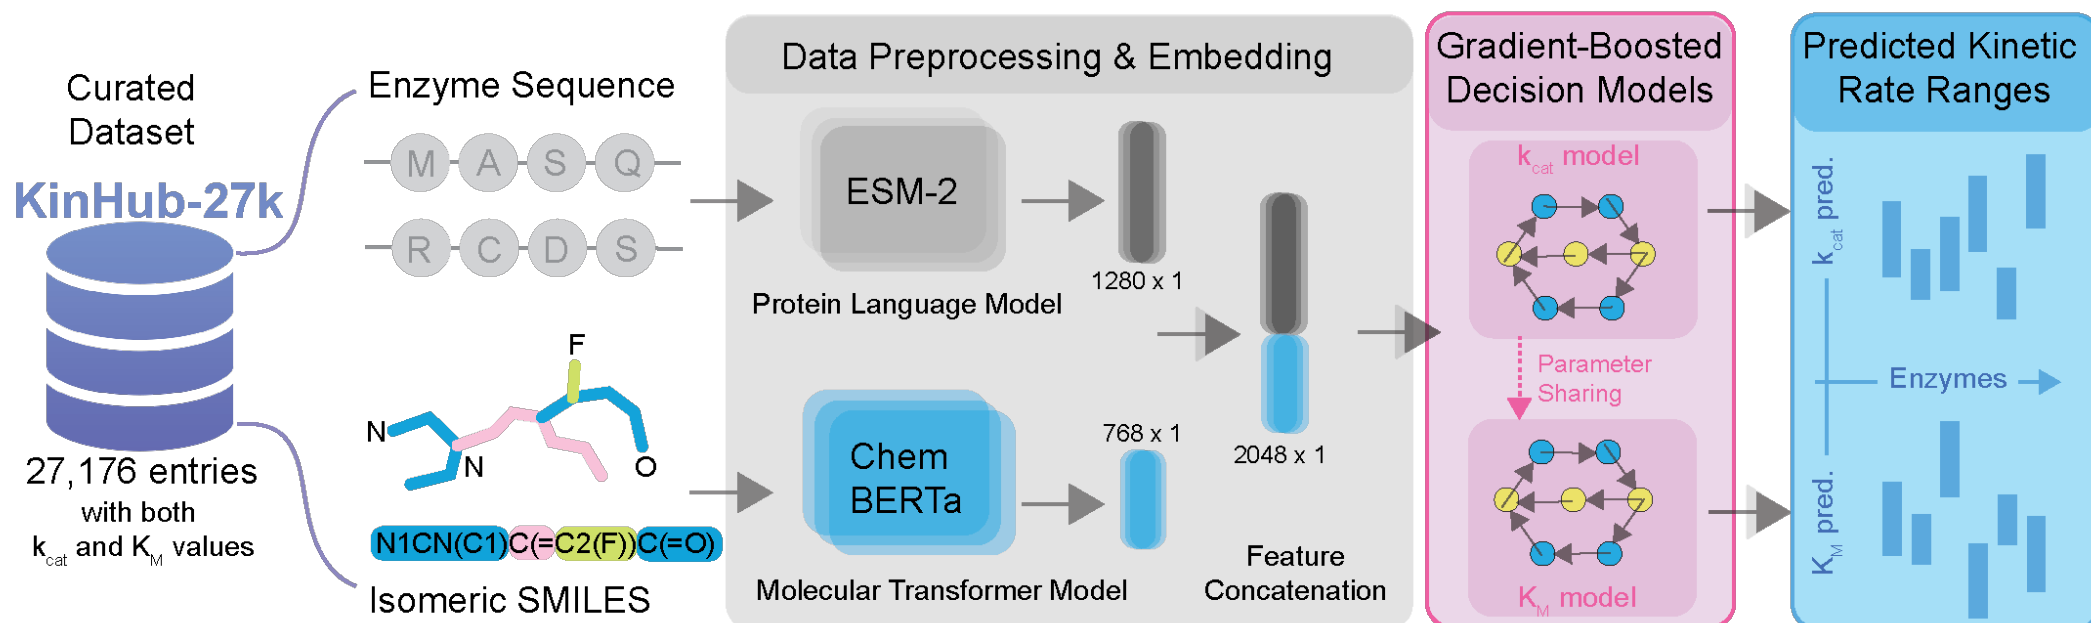 Curated
Dataset
KinHub-27k
27,176 entries
with both
kcat and KM values
Enzyme Sequence
M A S Q
R C D S
F
N
N
O
N1CN(C1)C(=C2(F))C(=O)
Isomeric SMILES
Data Preprocessing & Embedding
ESM-2
Protein Language Model
1280 x 1
Chem
BERTa
Molecular Transformer Model
768 x 1
2048 x 1
Feature
Concatenation
Gradient-Boosted
Decision Models
kcat model
Parameter
Sharing
KM model
Predicted Kinetic
Rate Ranges
kcat pred.
Enzymes
KM pred.